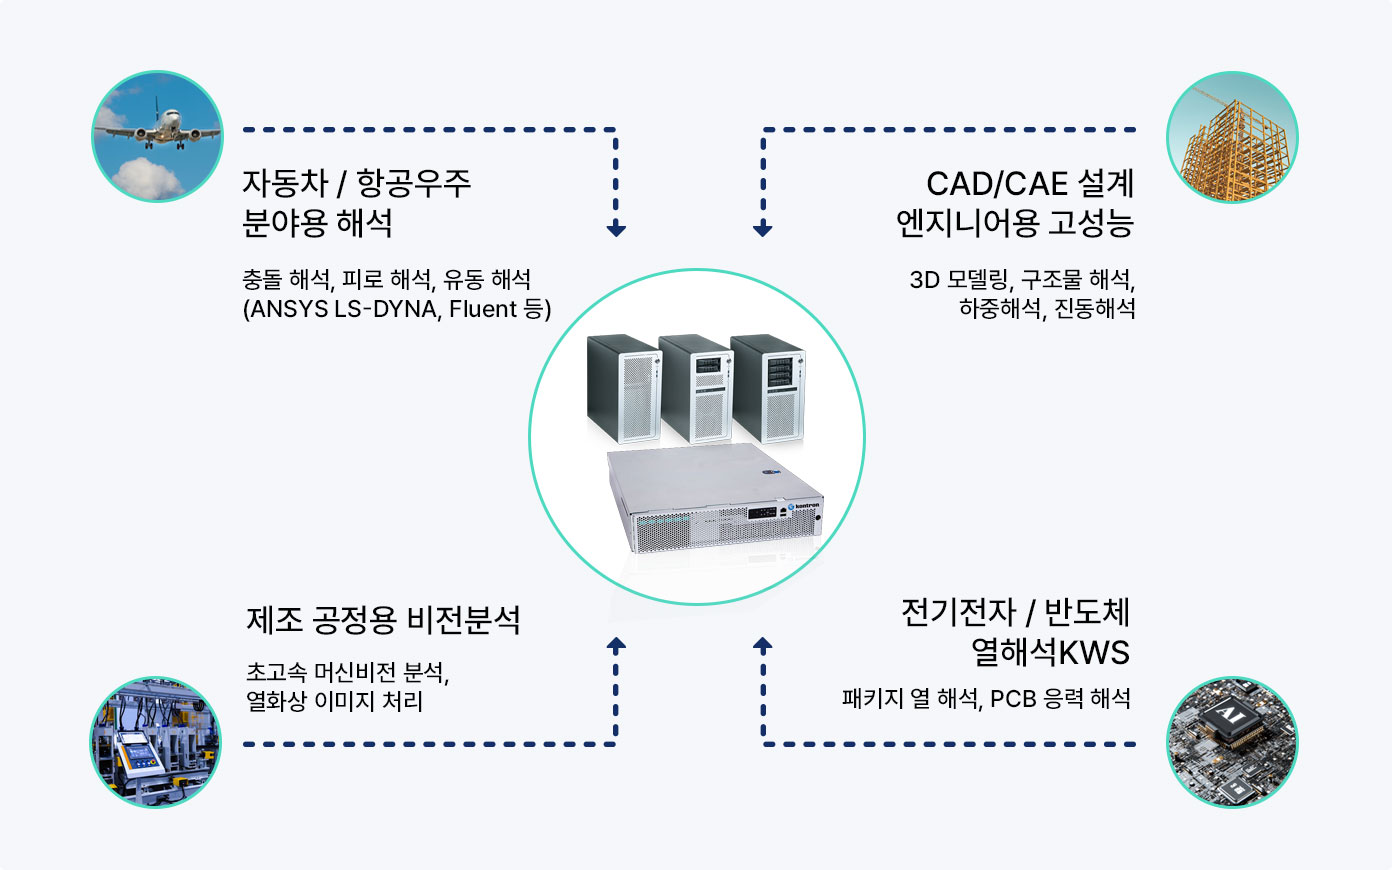 자동차 / 항공우주
분야용 해석
충돌 해석, 피로 해석, 유동 해석
(ANSYS LS-DYNA, Fluent 등)
CAD/CAE 설계
엔지니어용 고성능
3D 모델링, 구조물 해석,
하중해석, 진동해석
kontron
제조 공정용 비전분석
초고속 머신비전 분석,
열화상 이미지 처리
전기전자 / 반도체
열해석KWS
패키지 열 해석, PCB 응력 해석
AI